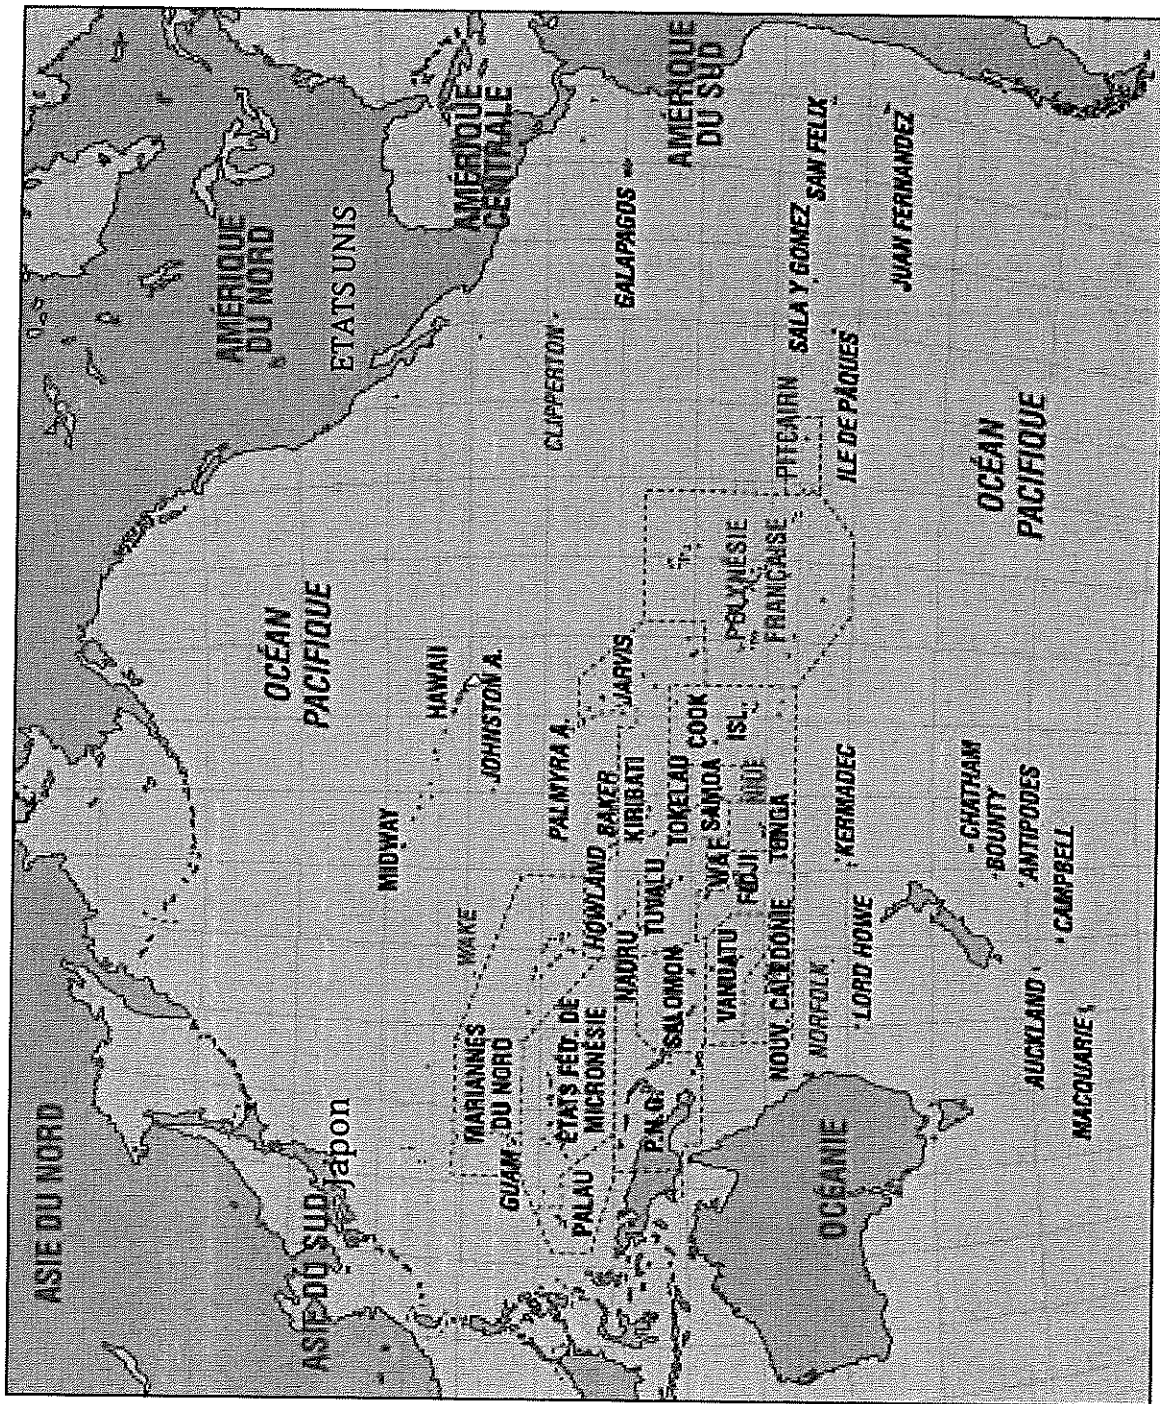 ASIE DU NORD
ASIE DU SUD
Japon
AMÉRIQUE
DU NORD
ETATS UNIS
OCÉAN
PACIFIQUE
MIDWAY
HAWAII
JOHNSTON A.
WAKE
MARIANNES
DU NORD
GUAM
AMÉRIQUE
CENTRALE
CLIPPERTON
PALMYRA A.
ÉTATS FÉD. DE
MICRONÉSIE
PALAU
HOWLAND
BAKER
KIRIBATI
JARVIS
GALAPAGOS
NAURU
TUVALU
P.N.G.
SALOMON
TOKELAU
COOK
ISL.
SAMOA
W&F
FIDJI
NIUE
VANUATU
TONGA
NOUV. CALÉDONIE
POLYNÉSIE
FRANÇAISE
PITCAIRN
AMÉRIQUE
DU SUD
SALA Y GOMEZ
SAN FELIX
ILE DE PÂQUES
JUAN FERNANDEZ
NORFOLK
LORD HOWE
KERMADEC
OCÉANIE
OCÉAN
PACIFIQUE
CHATHAM
BOUNTY
ANTIPODES
CAMPBELL
AUCKLAND
MACQUARIE